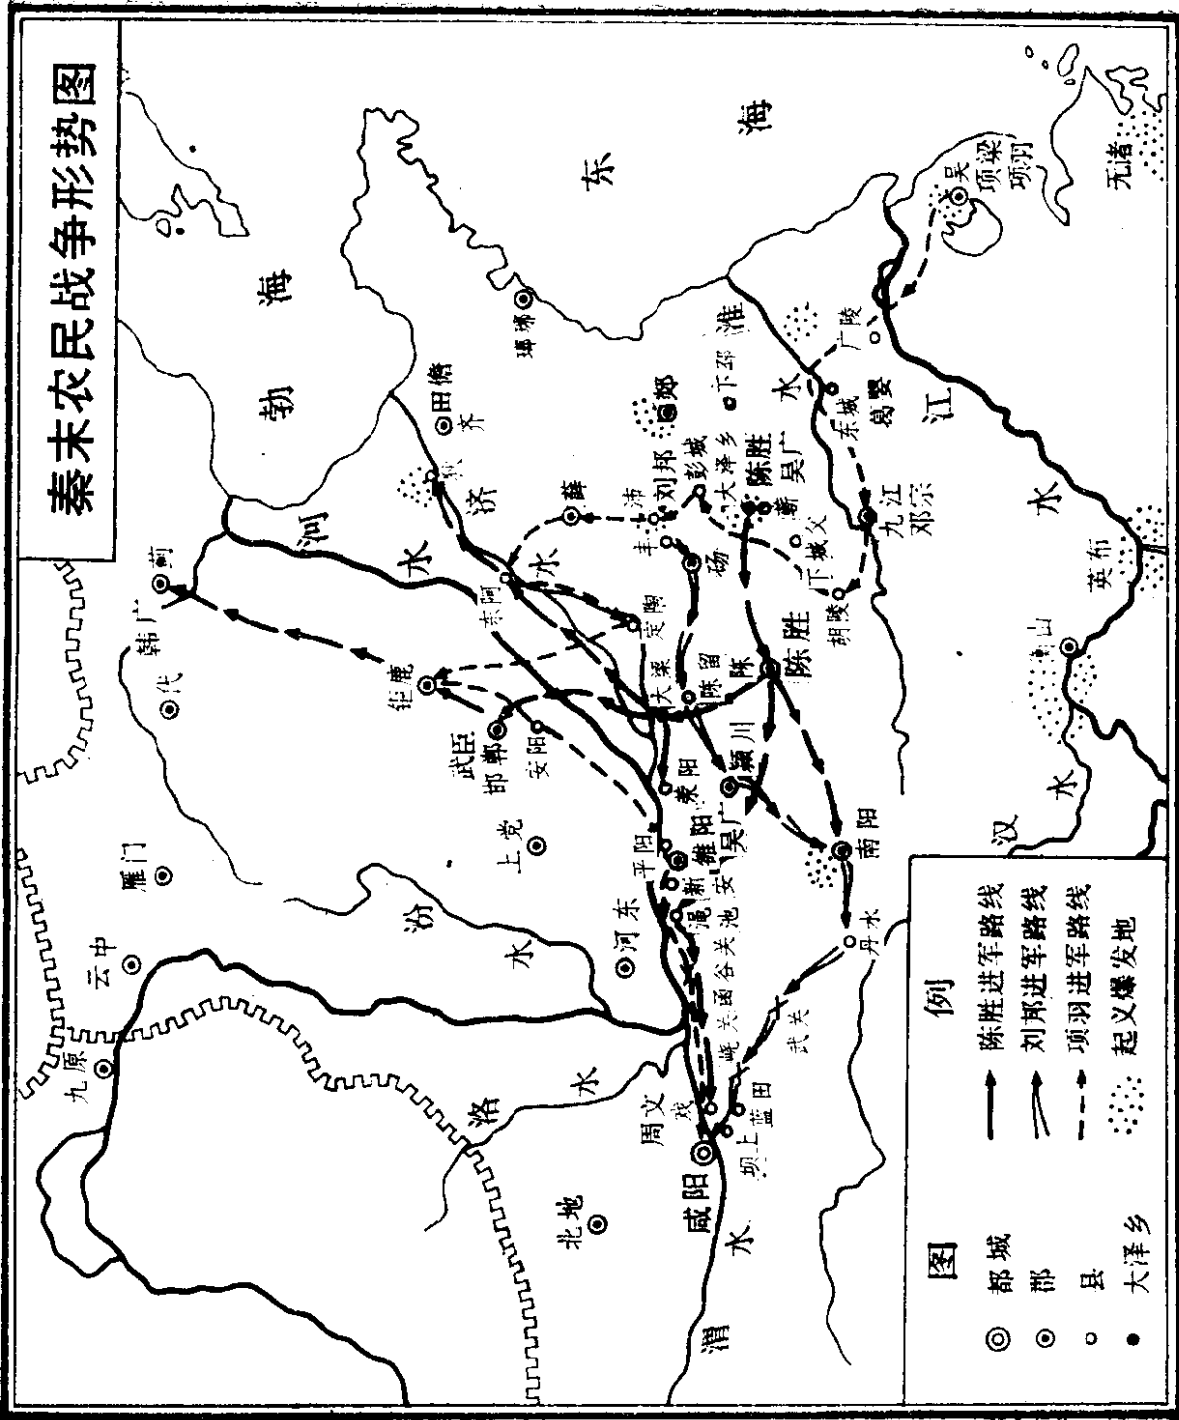 秦末农民战争形势图
勃
海
东
海
河
水
济
水
淮
水
江
水
汉
水
汾
水
洛
水
渭
水
蓟
韩广
代
雁门
云中
九原
北地
上党
河东
钜鹿
武臣
邯郸
安阳
田儋
齐
琅琊
东阿
定陶
薛
沛
刘邦
丰
砀
彭城
郯
下邳
大泽乡
陈胜
吴广
蕲
下城父
胡陵
东城
葛婴
广陵
九江
邓宗
吴
项梁
项羽
无诸
英布
大梁
陈留
陈
陈胜
颍川
荥阳
平阳
雒阳
吴广
新安
渑池
函谷关
峣关
武关
丹水
南阳
周文
戏
蓝田
坝上
咸阳
图
例
都城
郡
县
大泽乡
陈胜进军路线
刘邦进军路线
项羽进军路线
起义爆发地